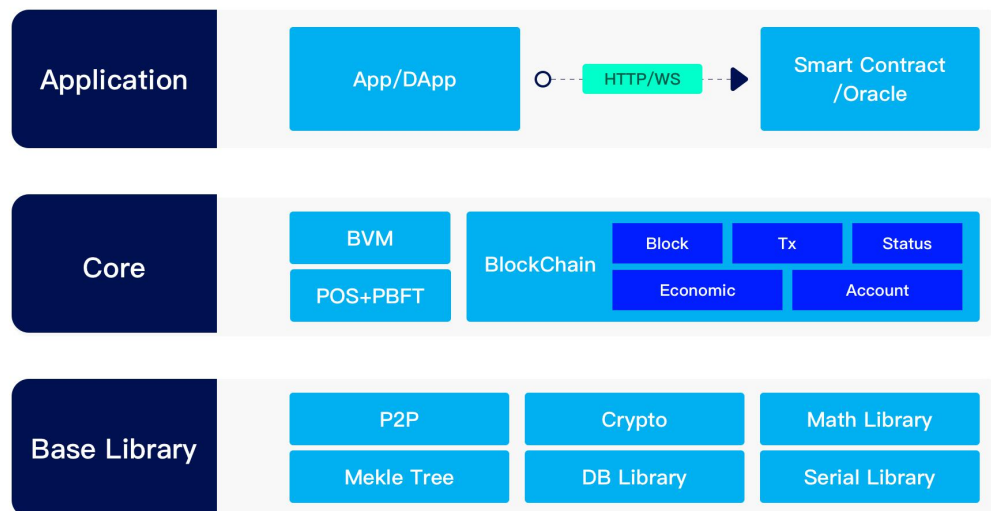 Application
App/DApp
HTTP/WS
Smart Contract
/Oracle
Core
BVM
POS+PBFT
BlockChain
Block
Tx
Status
Economic
Account
Base Library
P2P
Crypto
Math Library
Mekle Tree
DB Library
Serial Library